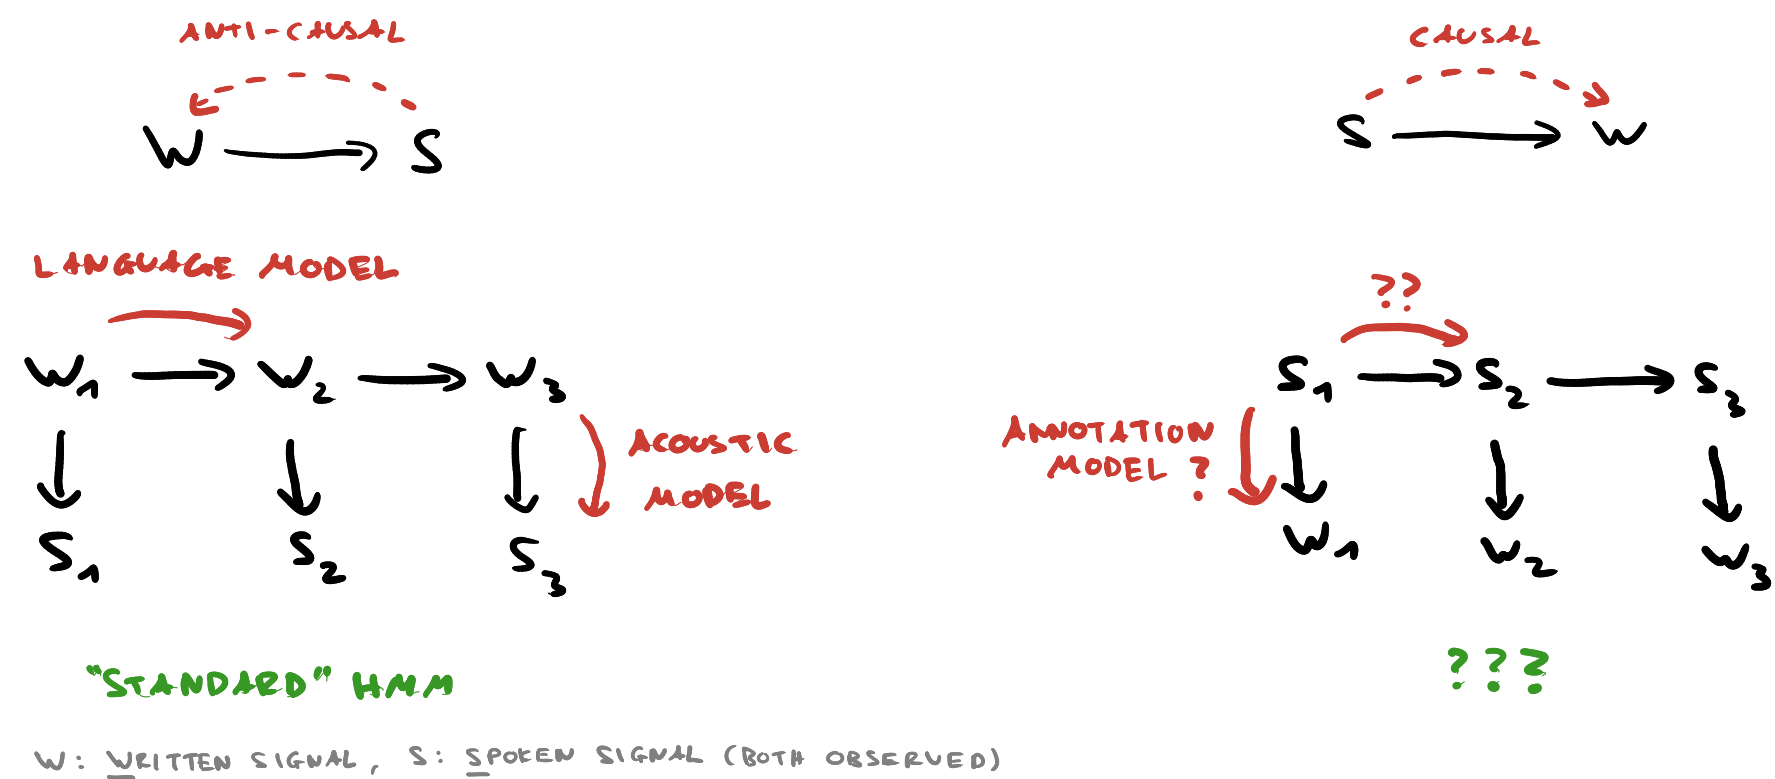 ANTI-CAUSAL
W S
LANGUAGE MODEL
W1 W2 W3
ACOUSTIC
MODEL
S1 S2 S3
"STANDARD" HMM
CAUSAL
S W
??
S1 S2 S3
ANNOTATION
MODEL ?
W1 W2 W3
???
W: WRITTEN SIGNAL, S: SPOKEN SIGNAL (BOTH OBSERVED)